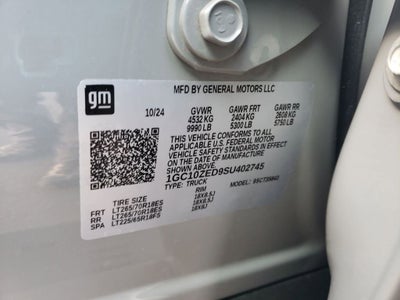 gm
MFD BY GENERAL MOTORS LLC
10/24 GVWR GAWR FRT GAWR RR
4532 KG 2404 KG 2608 KG
9990 LB 5300 LB 5750 LB
THIS VEHICLE CONFORMS TO ALL
APPLICABLE U.S. FEDERAL MOTOR
VEHICLE SAFETY STANDARDS IN
EFFECT ON THE DATE OF
MANUFACTURE SHOWN ABOVE.
1GC10ZED9SU402745
TYPE: TRUCK MODEL:
TIRE SIZE RIM
FRT LT265/70R18ES 18X8.5J
RR LT265/70R18ES 18X8.5J
SPA LT225/65R18FS 18X8J